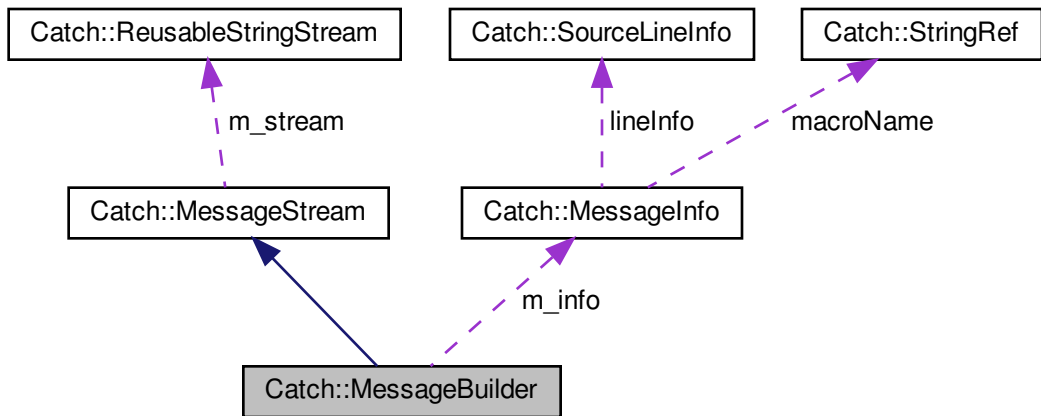 Catch::ReusableStringStream
Catch::SourceLineInfo
Catch::StringRef
m_stream
lineInfo
macroName
Catch::MessageStream
Catch::MessageInfo
m_info
Catch::MessageBuilder